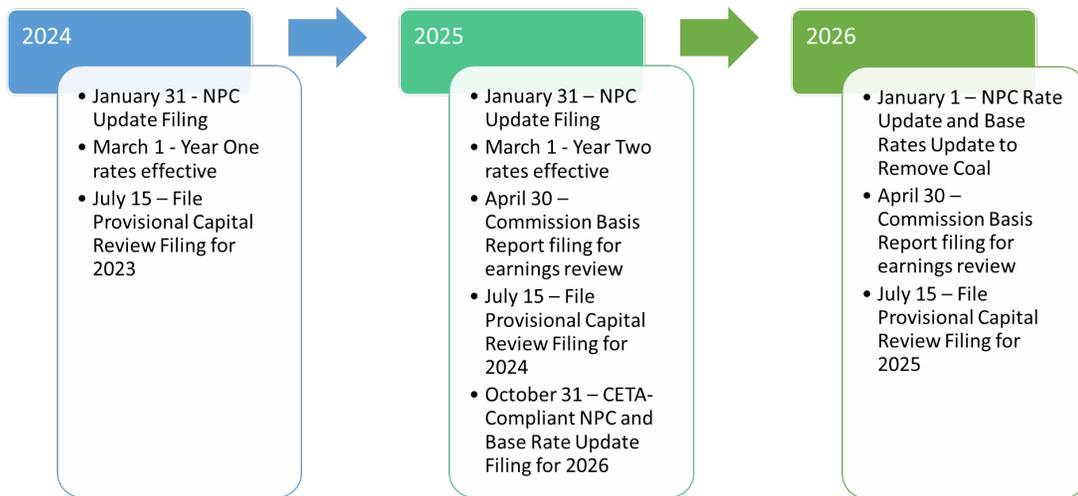 2024
• January 31 - NPC
Update Filing
• March 1 - Year One
rates effective
• July 15 – File
Provisional Capital
Review Filing for
2023
2025
• January 31 – NPC
Update Filing
• March 1 - Year Two
rates effective
• April 30 –
Commission Basis
Report filing for
earnings review
• July 15 – File
Provisional Capital
Review Filing for
2024
• October 31 – CETA-
Compliant NPC and
Base Rate Update
Filing for 2026
2026
• January 1 – NPC Rate
Update and Base
Rates Update to
Remove Coal
• April 30 –
Commission Basis
Report filing for
earnings review
• July 15 – File
Provisional Capital
Review Filing for
2025